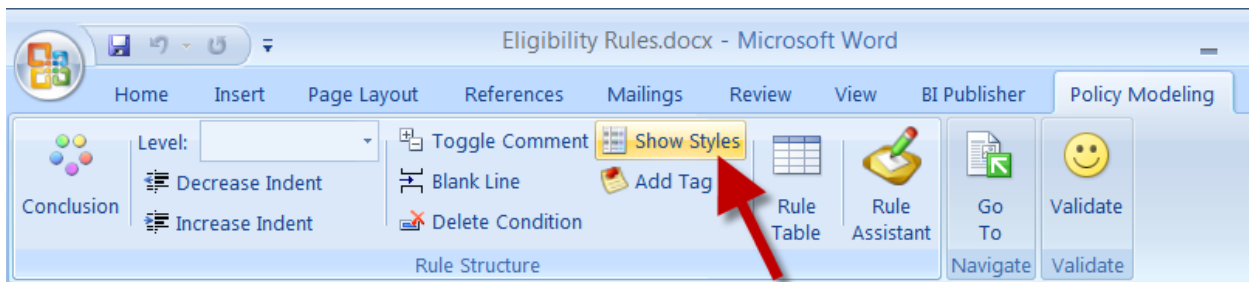 Eligibility Rules.docx - Microsoft Word
Home Insert Page Layout References Mailings Review View BI Publisher Policy Modeling
Level:
Toggle Comment
Show Styles
Decrease Indent
Blank Line
Add Tag
Conclusion
Increase Indent
Delete Condition
Rule
Table
Rule
Assistant
Go
To
Validate
Rule Structure
Navigate
Validate